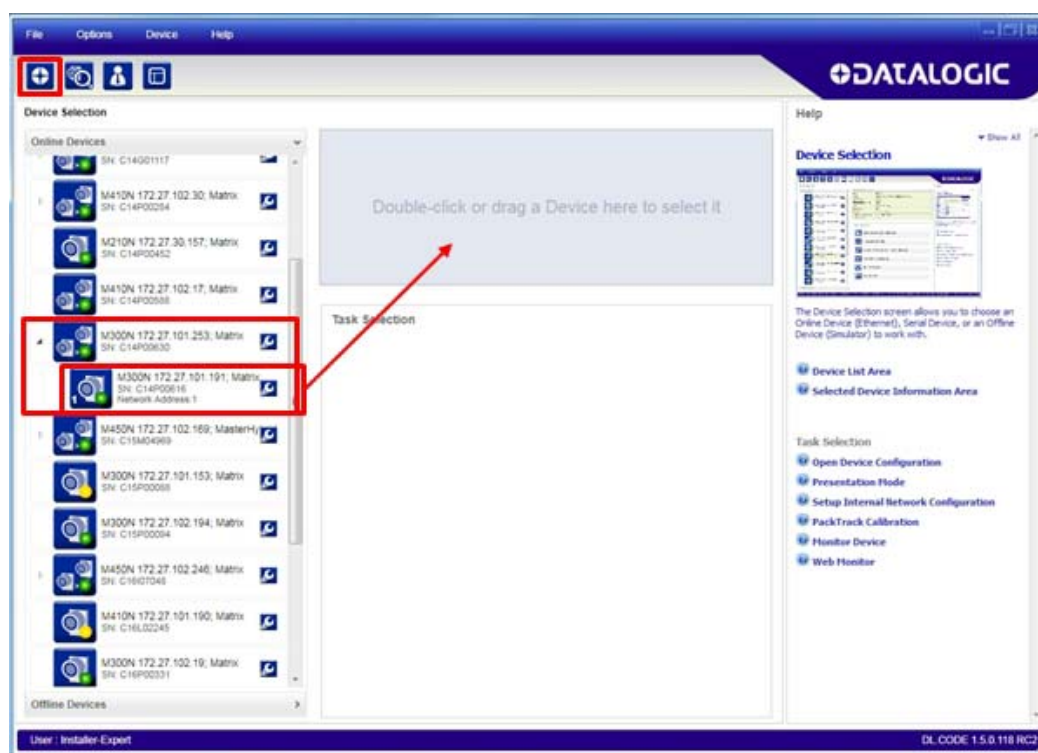 File Options Device Help
DATALOGIC
Device Selection
Online Devices
SN: C14G01117
M410N 172.27.102.30; Matrix
SN: C14P00284
M210N 172.27.30.157; Matrix
SN: C14P00452
M410N 172.27.102.17; Matrix
SN: C14P00588
M300N 172.27.101.253; Matrix
SN: C14P00630
M300N 172.27.101.191; Matrix
SN: C14P00616
Network Address:1
1
M450N 172.27.102.169; MasterHy
SN: C15M04969
M300N 172.27.101.153; Matrix
SN: C15P00088
M300N 172.27.102.194; Matrix
SN: C15P00094
M450N 172.27.102.246; Matrix
SN: C16I07046
M410N 172.27.101.190; Matrix
SN: C16L02245
M300N 172.27.102.19; Matrix
SN: C16P00331
Offline Devices
Double-click or drag a Device here to select it
Task Selection
Help
Show All
Device Selection
The Device Selection screen allows you to choose an
Online Device (Ethernet), Serial Device, or an Offline
Device (Simulator) to work with.
Device List Area
Selected Device Information Area
Task Selection
Open Device Configuration
Presentation Mode
Setup Internal Network Configuration
PackTrack Calibration
Monitor Device
Web Monitor
User : Installer-Expert
DL.CODE 1.5.0.118 RC2